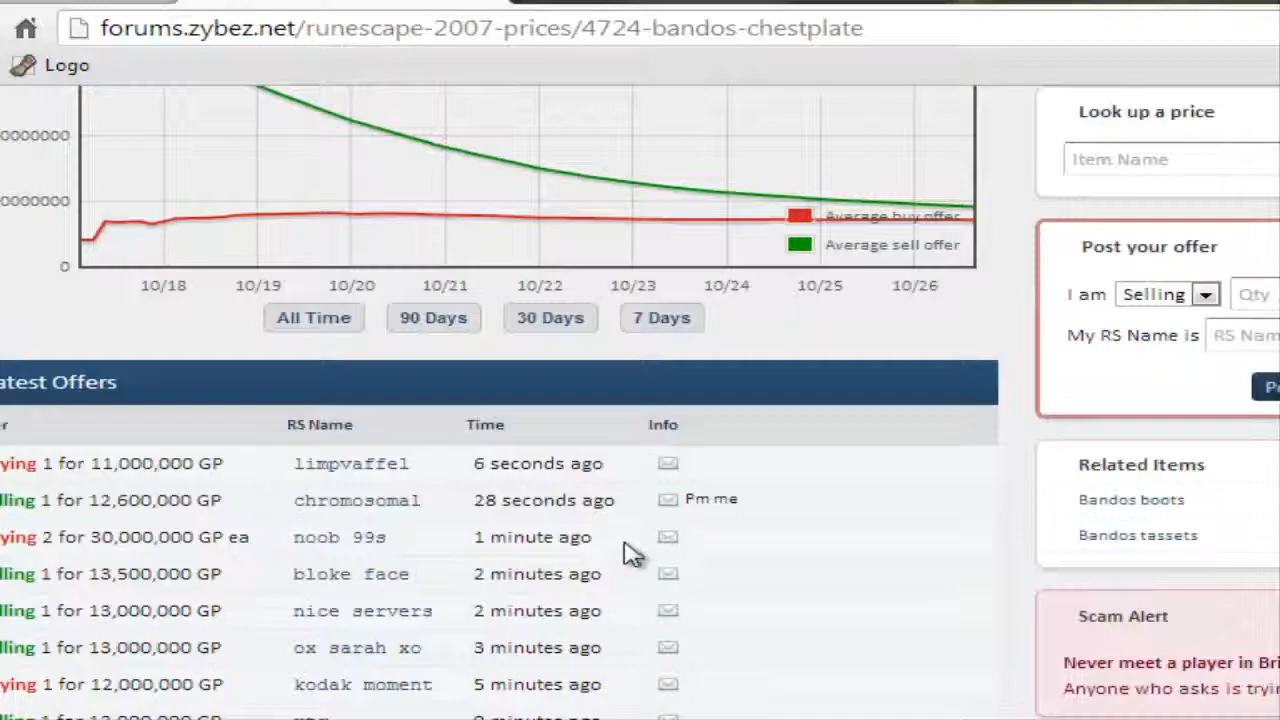 forums.zybez.net/runescape-2007-prices/4724-bandos-chestplate
Logo
0000000
0000000
0
10/18 10/19 10/20 10/21 10/22 10/23 10/24 10/25 10/26
Average buy offer
Average sell offer
All Time 90 Days 30 Days 7 Days
atest Offers
r RS Name Time Info
ying 1 for 11,000,000 GP limpvaffel 6 seconds ago
lling 1 for 12,600,000 GP chromosomal 28 seconds ago Pm me
ying 2 for 30,000,000 GP ea noob 99s 1 minute ago
lling 1 for 13,500,000 GP bloke face 2 minutes ago
lling 1 for 13,000,000 GP nice servers 2 minutes ago
lling 1 for 13,000,000 GP ox sarah xo 3 minutes ago
ying 1 for 12,000,000 GP kodak moment 5 minutes ago
Look up a price
Item Name
Post your offer
I am Selling Qty
My RS Name is RS Nam
Related Items
Bandos boots
Bandos tassets
Scam Alert
Never meet a player in Bri
Anyone who asks is tryin